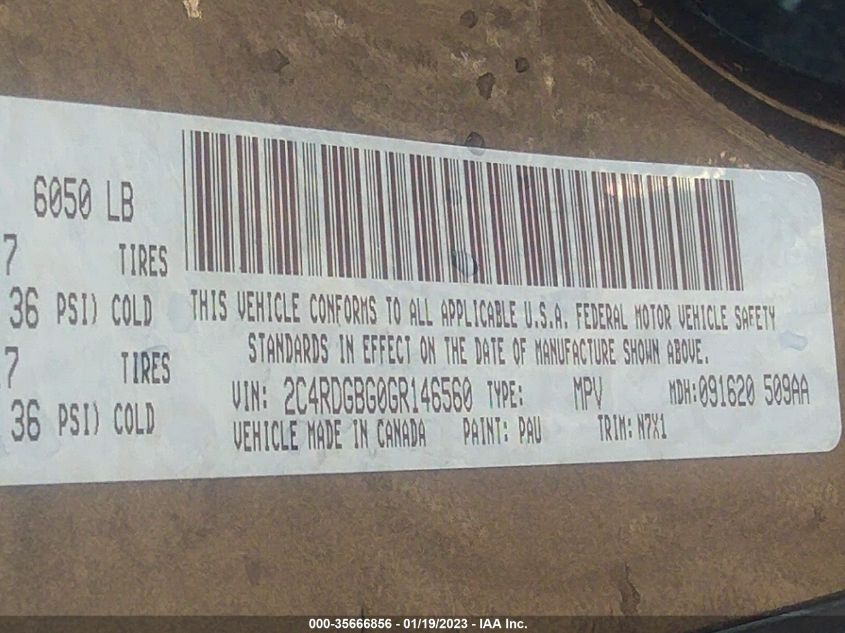 6050 LB
7 TIRES
36 PSI) COLD
7 TIRES
36 PSI) COLD
THIS VEHICLE CONFORMS TO ALL APPLICABLE U.S.A. FEDERAL MOTOR VEHICLE SAFETY
STANDARDS IN EFFECT ON THE DATE OF MANUFACTURE SHOWN ABOVE.
VIN: 2C4RDGBG0GR146560 TYPE: MPV MDH:091620 509AA
VEHICLE MADE IN CANADA PAINT: PAU TRIM: N7X1
000-35666856 - 01/19/2023 - IAA Inc.